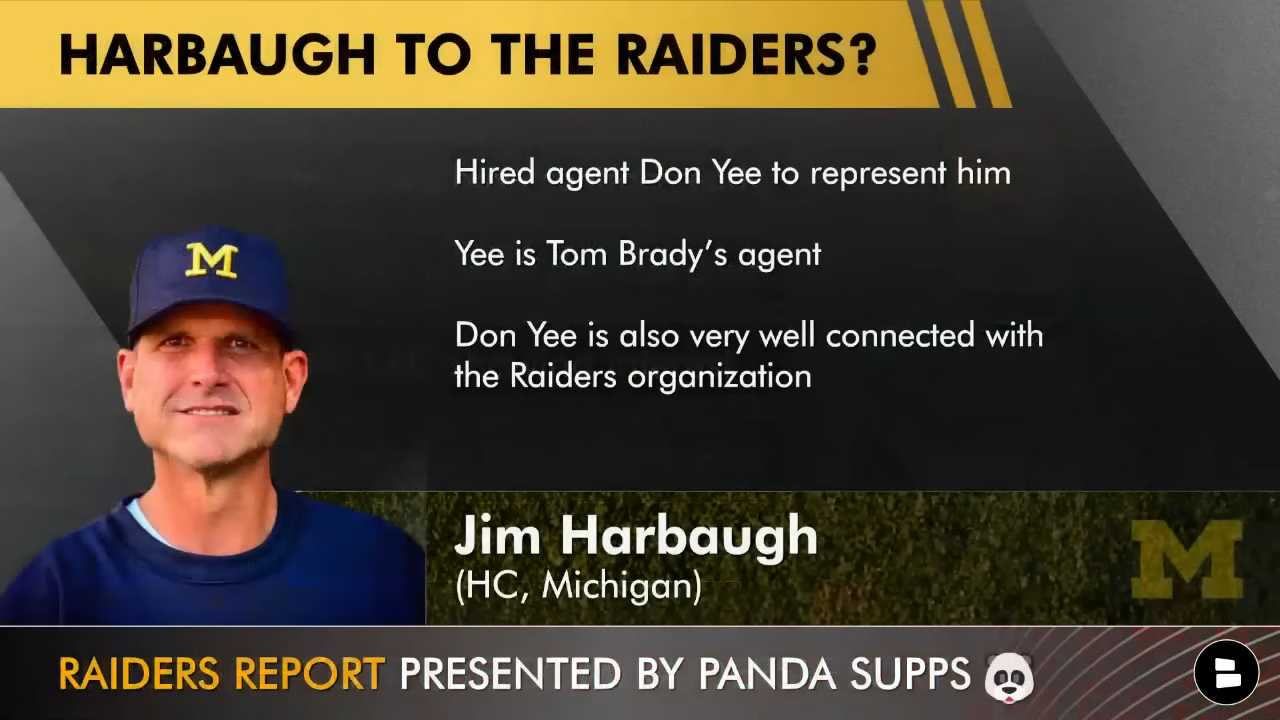 HARBAUGH TO THE RAIDERS?
Hired agent Don Yee to represent him
Yee is Tom Brady’s agent
Don Yee is also very well connected with
the Raiders organization
M
Jim Harbaugh
(HC, Michigan)
M
RAIDERS REPORT PRESENTED BY PANDA SUPPS